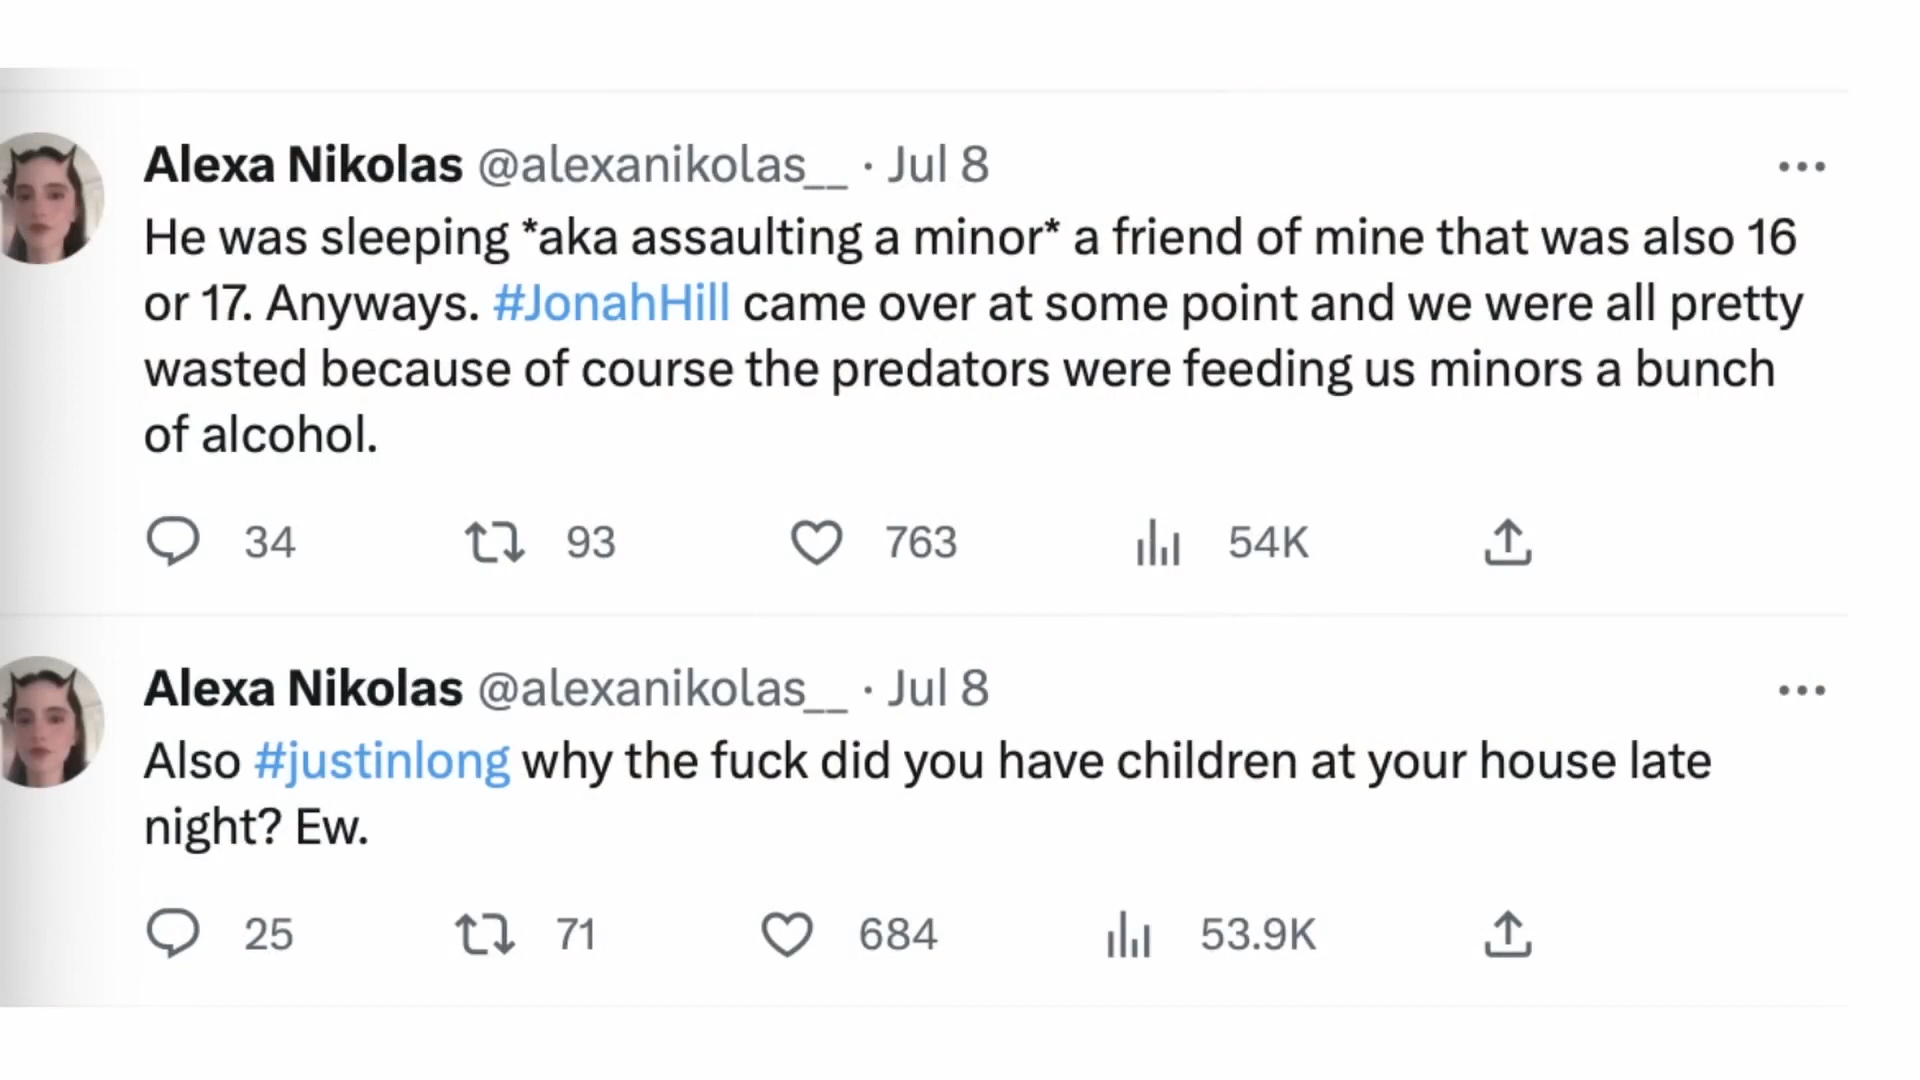 Alexa Nikolas @alexanikolas__ · Jul 8
He was sleeping *aka assaulting a minor* a friend of mine that was also 16
or 17. Anyways. #JonahHill came over at some point and we were all pretty
wasted because of course the predators were feeding us minors a bunch
of alcohol.
34 93 763 54K
Alexa Nikolas @alexanikolas__ · Jul 8
Also #justinlong why the fuck did you have children at your house late
night? Ew.
25 71 684 53.9K